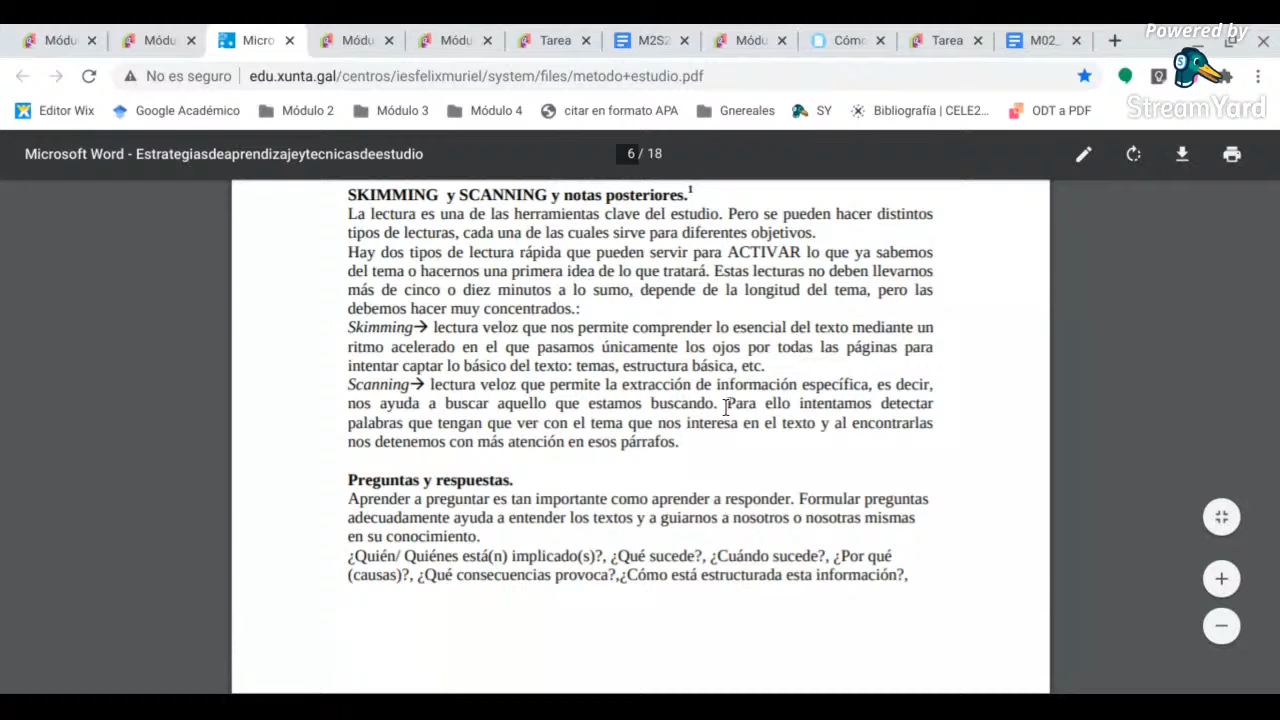 Powered by
StreamYard
Módu
Módu
Micro
Módu
Módu
Tarea
M2S2
Módu
Cómo
Tarea
M02_
No es seguro
edu.xunta.gal/centros/iesfelixmuriel/system/files/metodo+estudio.pdf
Editor Wix
Google Académico
Módulo 2
Módulo 3
Módulo 4
citar en formato APA
Gnereales
SY
Bibliografía (CELE2...
ODT a PDF
Microsoft Word - Estrategiasdeaprendizajeytecnicasdeestudio
6 / 18
SKIMMING y SCANNING y notas posteriores.1
La lectura es una de las herramientas clave del estudio. Pero se pueden hacer distintos
tipos de lecturas, cada una de las cuales sirve para diferentes objetivos.
Hay dos tipos de lectura rápida que pueden servir para ACTIVAR lo que ya sabemos
del tema o hacernos una primera idea de lo que tratará. Estas lecturas no deben llevarnos
más de cinco o diez minutos a lo sumo, depende de la longitud del tema, pero las
debemos hacer muy concentrados.:
Skimming→ lectura veloz que nos permite comprender lo esencial del texto mediante un
ritmo acelerado en el que pasamos únicamente los ojos por todas las páginas para
intentar captar lo básico del texto: temas, estructura básica, etc.
Scanning→ lectura veloz que permite la extracción de información específica, es decir,
nos ayuda a buscar aquello que estamos buscando. Para ello intentamos detectar
palabras que tengan que ver con el tema que nos interesa en el texto y al encontrarlas
nos detenemos con más atención en esos párrafos.
Preguntas y respuestas.
Aprender a preguntar es tan importante como aprender a responder. Formular preguntas
adecuadamente ayuda a entender los textos y a guiarnos a nosotros o nosotras mismas
en su conocimiento.
¿Quién/ Quiénes está(n) implicado(s)?, ¿Qué sucede?, ¿Cuándo sucede?, ¿Por qué
(causas)?, ¿Qué consecuencias provoca?,¿Cómo está estructurada esta información?,